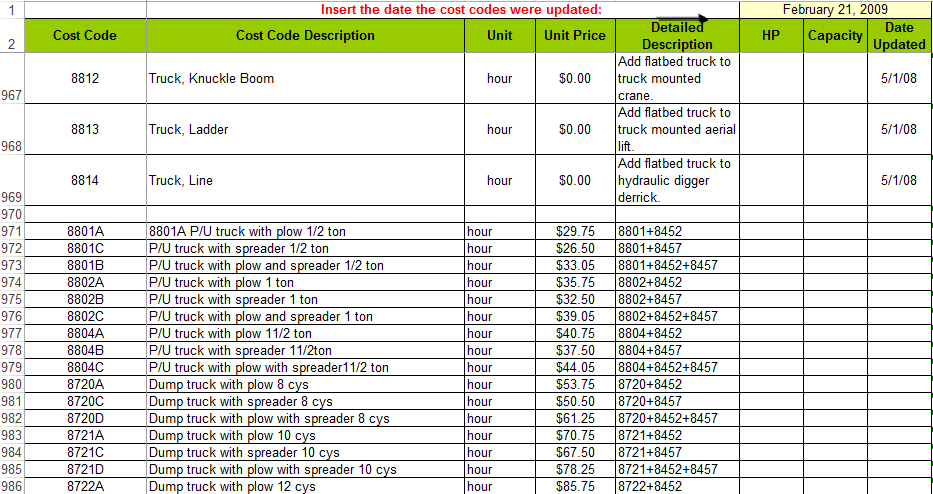 1 Insert the date the cost codes were updated: February 21, 2009
2 Cost Code Cost Code Description Unit Unit Price Detailed Description HP Capacity Date Updated
967 8812 Truck, Knuckle Boom hour $0.00 Add flatbed truck to truck mounted crane. 5/1/08
968 8813 Truck, Ladder hour $0.00 Add flatbed truck to truck mounted aerial lift. 5/1/08
969 8814 Truck, Line hour $0.00 Add flatbed truck to hydraulic digger derrick. 5/1/08
970
971 8801A 8801A P/U truck with plow 1/2 ton hour $29.75 8801+8452
972 8801C P/U truck with spreader 1/2 ton hour $26.50 8801+8457
973 8801B P/U truck with plow and spreader 1/2 ton hour $33.05 8801+8452+8457
974 8802A P/U truck with plow 1 ton hour $35.75 8802+8452
975 8802B P/U truck with spreader 1 ton hour $32.50 8802+8457
976 8802C P/U truck with plow and spreader 1 ton hour $39.05 8802+8452+8457
977 8804A P/U truck with plow 11/2 ton hour $40.75 8804+8452
978 8804B P/U truck with spreader 11/2ton hour $37.50 8804+8457
979 8804C P/U truck with plow with spreader11/2 ton hour $44.05 8804+8452+8457
980 8720A Dump truck with plow 8 cys hour $53.75 8720+8452
981 8720C Dump truck with spreader 8 cys hour $50.50 8720+8457
982 8720D Dump truck with plow with spreader 8 cys hour $61.25 8720+8452+8457
983 8721A Dump truck with plow 10 cys hour $70.75 8721+8452
984 8721C Dump truck with spreader 10 cys hour $67.50 8721+8457
985 8721D Dump truck with plow with spreader 10 cys hour $78.25 8721+8452+8457
986 8722A Dump truck with plow 12 cys hour $85.75 8722+8452